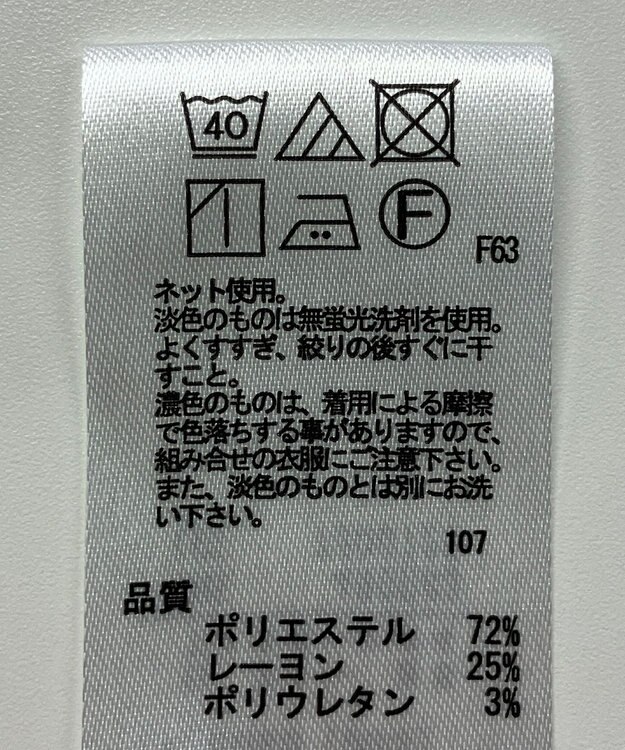 40
F
F63
ネット使用。
淡色のものは無蛍光洗剤を使用。
よくすすぎ、絞りの後すぐに干
すこと。
濃色のものは、着用による摩擦
で色落ちする事がありますので、
組み合せの衣服にご注意下さい。
また、淡色のものとは別にお洗
い下さい。
107
品質
ポリエステル 72%
レーヨン 25%
ポリウレタン 3%